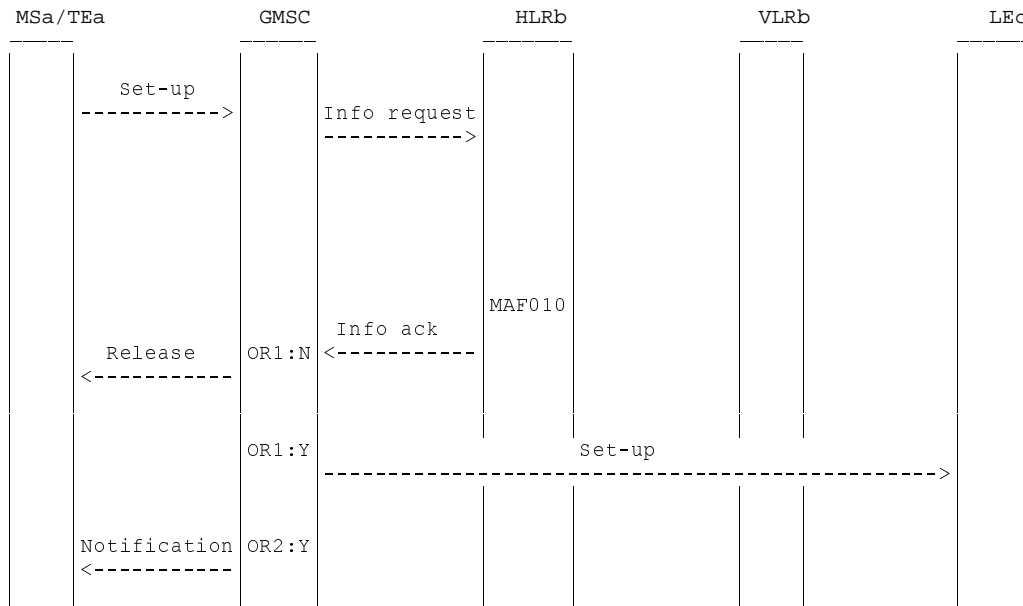 MSa/TEa GMSC HLRb VLRb LEc
Set-up
Info request
MAF010
Info ack
Release OR1:N
OR1:Y Set-up
Notification OR2:Y